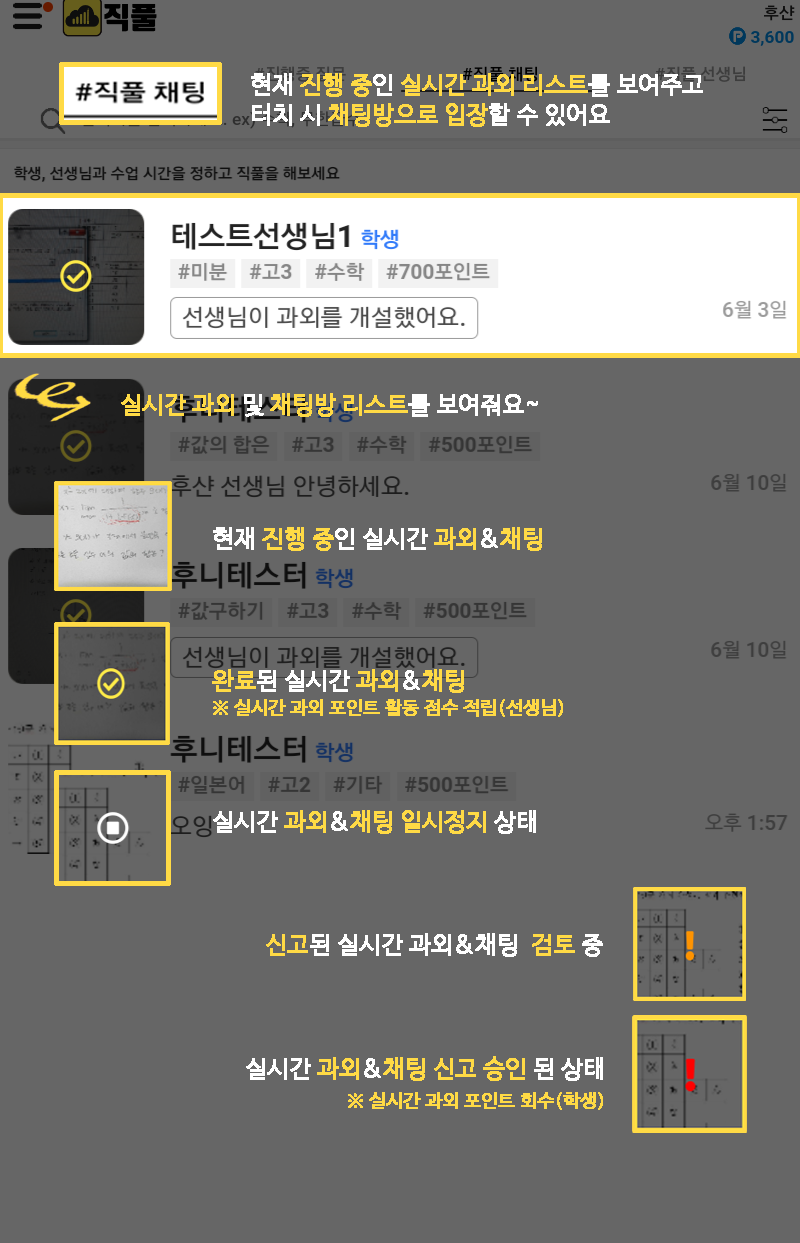 직풀
후샨
P 3,600
#직풀 채팅
#직풀 채팅
현재 진행 중인 실시간 과외 리스트를 보여주고
터치 시 채팅방으로 입장할 수 있어요
학생, 선생님과 수업 시간을 정하고 직풀을 해보세요
테스트선생님1 학생
#미분 #고3 #수학 #700포인트
선생님이 과외를 개설했어요.
6월 3일
실시간 과외 및 채팅방 리스트를 보여줘요~
후니테스터 학생
#값의 합은 #고3 #수학 #500포인트
후샨 선생님 안녕하세요.
6월 10일
현재 진행 중인 실시간 과외&채팅
후니테스터 학생
#값구하기 #고3 #수학 #500포인트
선생님이 과외를 개설했어요.
6월 10일
완료된 실시간 과외&채팅
※ 실시간 과외 포인트 활동 점수 적립(선생님)
후니테스터 학생
#일본어 #고2 #기타 #500포인트
오잉
오후 1:57
실시간 과외&채팅 일시정지 상태
신고된 실시간 과외&채팅 검토 중
실시간 과외&채팅 신고 승인 된 상태
※ 실시간 과외 포인트 회수(학생)